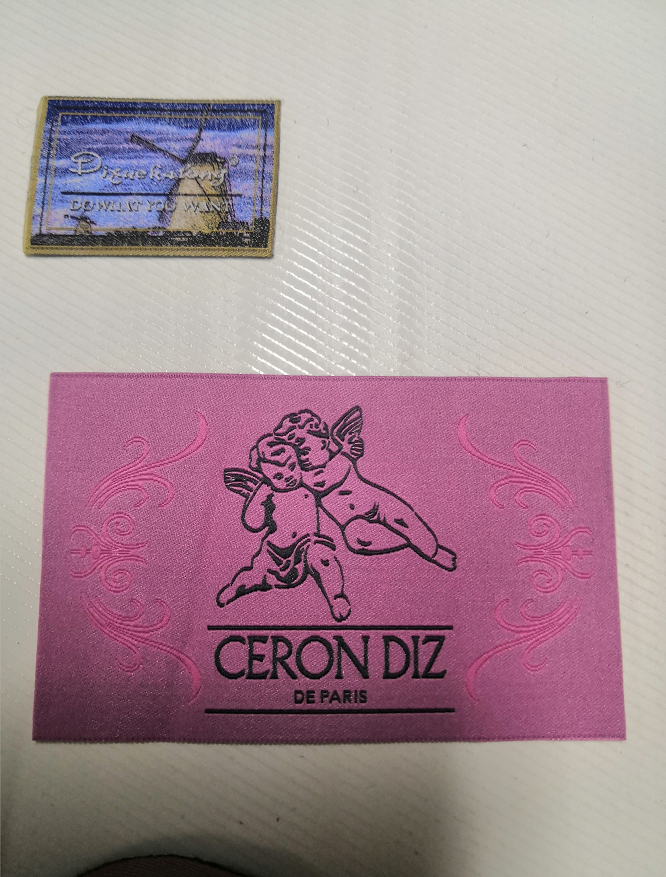 DO WHAT YOU WANT
CERON DIZ
DE PARIS